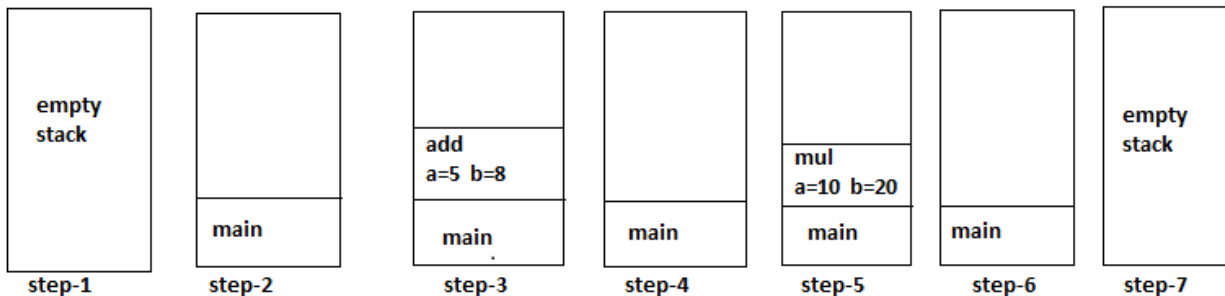 empty
stack
step-1
main
step-2
add
a=5 b=8
main
step-3
main
step-4
mul
a=10 b=20
main
step-5
main
step-6
empty
stack
step-7